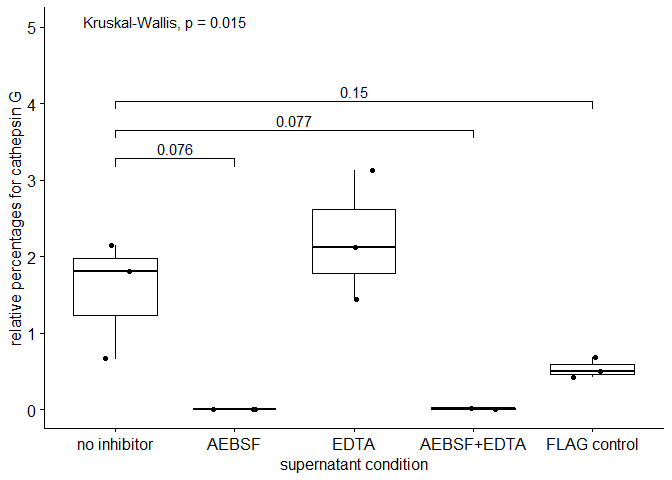 Kruskal-Wallis, p = 0.015
0.15
0.077
0.076
relative percentages for cathepsin G
5
4
3
2
1
0
no inhibitor AEBSF EDTA AEBSF+EDTA FLAG control
supernatant condition